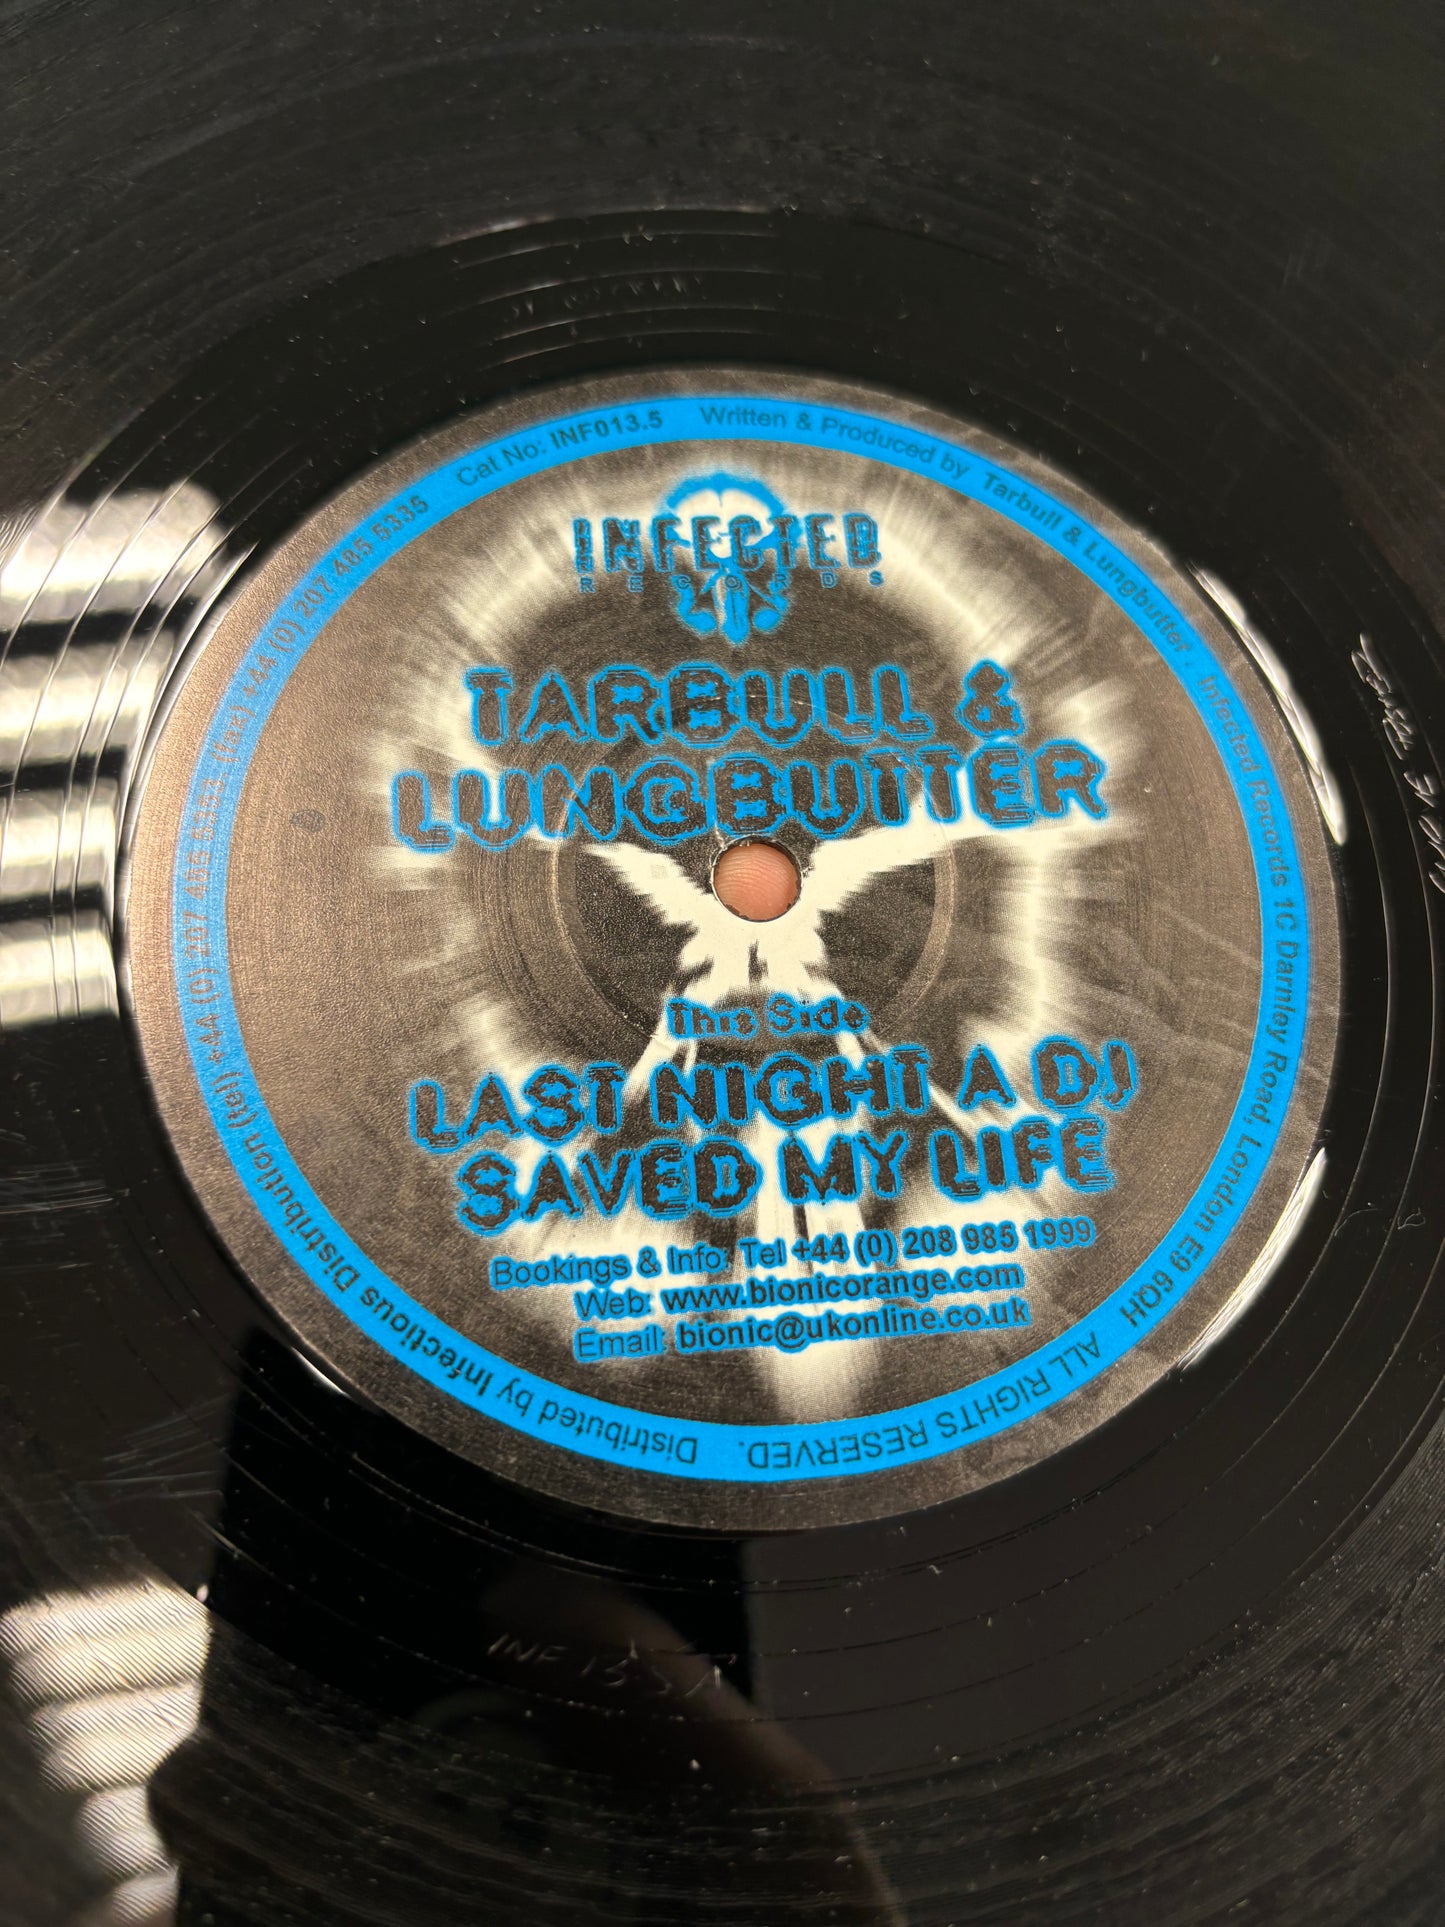 Cat No: INF013.5
Written & Produced by Tarbull & Lungbutter. Infected Records 1C Darnley Road, London E9 6QH
ALL RIGHTS RESERVED.
Distributed by Infectious Distribution (tel) +44 (0) 207 485 5353 (fax) +44 (0) 207 485 5335
INFECTED
RECORDS
TARBULL &
LUNGBUTTER
This Side
LAST NIGHT A DJ
SAVED MY LIFE
Bookings & Info: Tel +44 (0) 208 985 1999
Web: www.bionicorange.com
Email: bionic@ukonline.co.uk